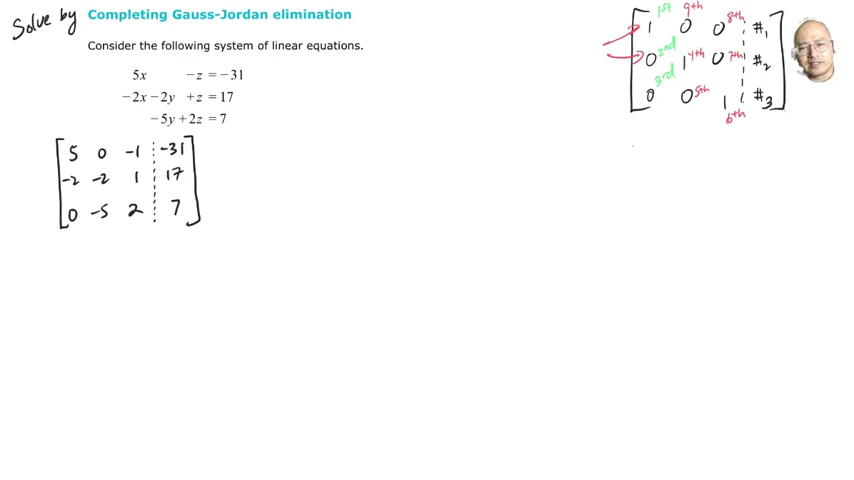 Solve by Completing Gauss-Jordan elimination
Consider the following system of linear equations.
5x −z = −31
−2x −2y +z = 17
−5y + 2z = 7
5 0 -1 -31
-2 -2 1 17
0 -5 2 7
1 1st 0 9th 0 8th #1
0 2nd 1 4th 0 7th #2
0 3rd 0 5th 1 6th #3